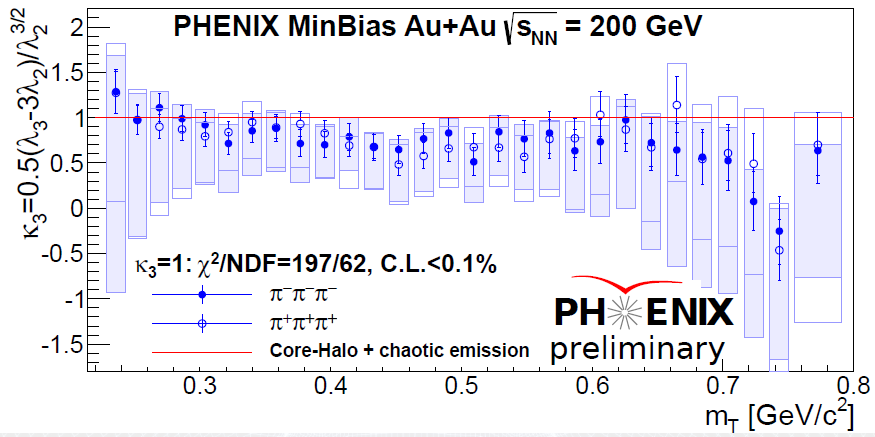 PHENIX MinBias Au+Au √sNN = 200 GeV
κ3=0.5(λ3-3λ2)/λ2^3/2
2
1.5
1
0.5
0
-0.5
-1
-1.5
κ3=1: χ²/NDF=197/62, C.L.<0.1%
π⁻π⁻π⁻
π⁺π⁺π⁺
Core-Halo + chaotic emission
PHENIX
preliminary
0.3 0.4 0.5 0.6 0.7 0.8
mT [GeV/c²]